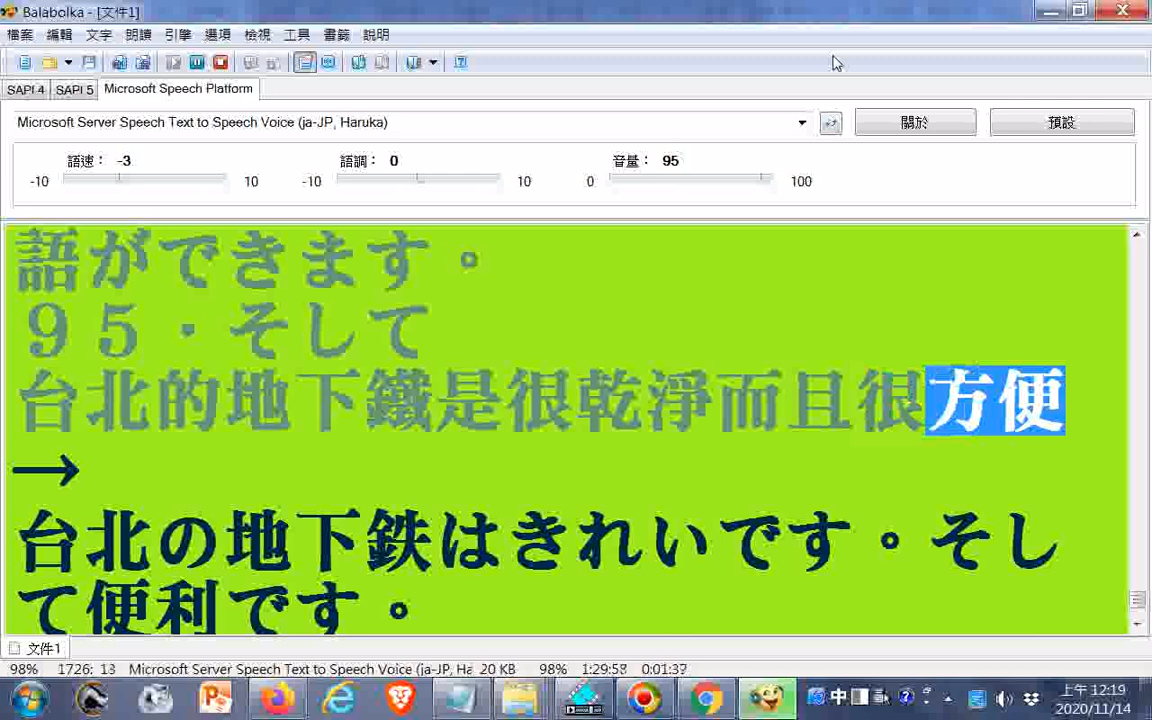 Balabolka - [文件1]
檔案 編輯 文字 朗讀 引擎 選項 檢視 工具 書籤 說明
SAPI 4 SAPI 5 Microsoft Speech Platform
Microsoft Server Speech Text to Speech Voice (ja-JP, Haruka)
關於 預設
語速： -3 語調： 0 音量： 95
-10 10 -10 10 0 100
語ができます。
９５．そして
台北的地下鐵是很乾淨而且很方便
→
台北の地下鉄はきれいです。そし
て便利です。
文件1
98% 1726: 13 Microsoft Server Speech Text to Speech Voice (ja-JP, Ha 20 KB 98% 1:29:58 0:01:37
中
上午 12:19
2020/11/14